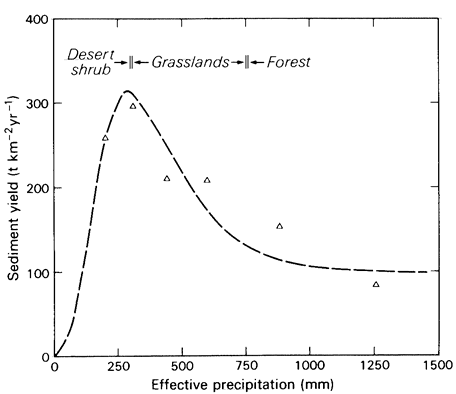 400
300
200
100
0
Sediment yield (t km⁻² yr⁻¹)
Desert shrub
Grasslands
Forest
0 250 500 750 1000 1250 1500
Effective precipitation (mm)